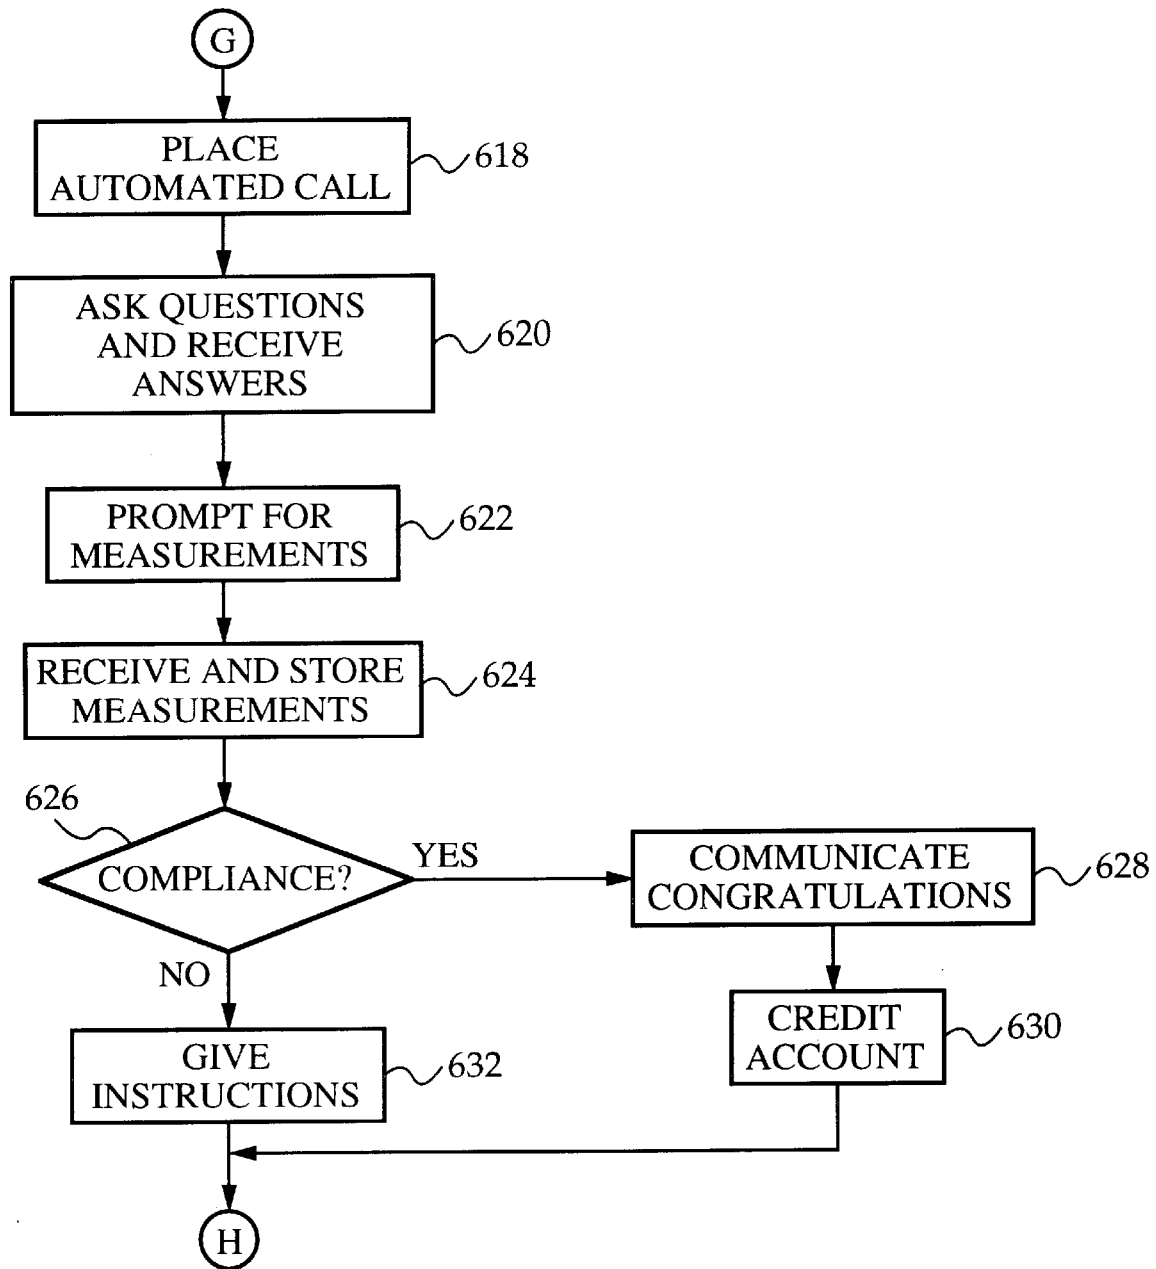 G
PLACE
AUTOMATED CALL
618
ASK QUESTIONS
AND RECEIVE
ANSWERS
620
PROMPT FOR
MEASUREMENTS
622
RECEIVE AND STORE
MEASUREMENTS
624
626
COMPLIANCE?
YES
COMMUNICATE
CONGRATULATIONS
628
NO
CREDIT
ACCOUNT
630
GIVE
INSTRUCTIONS
632
H